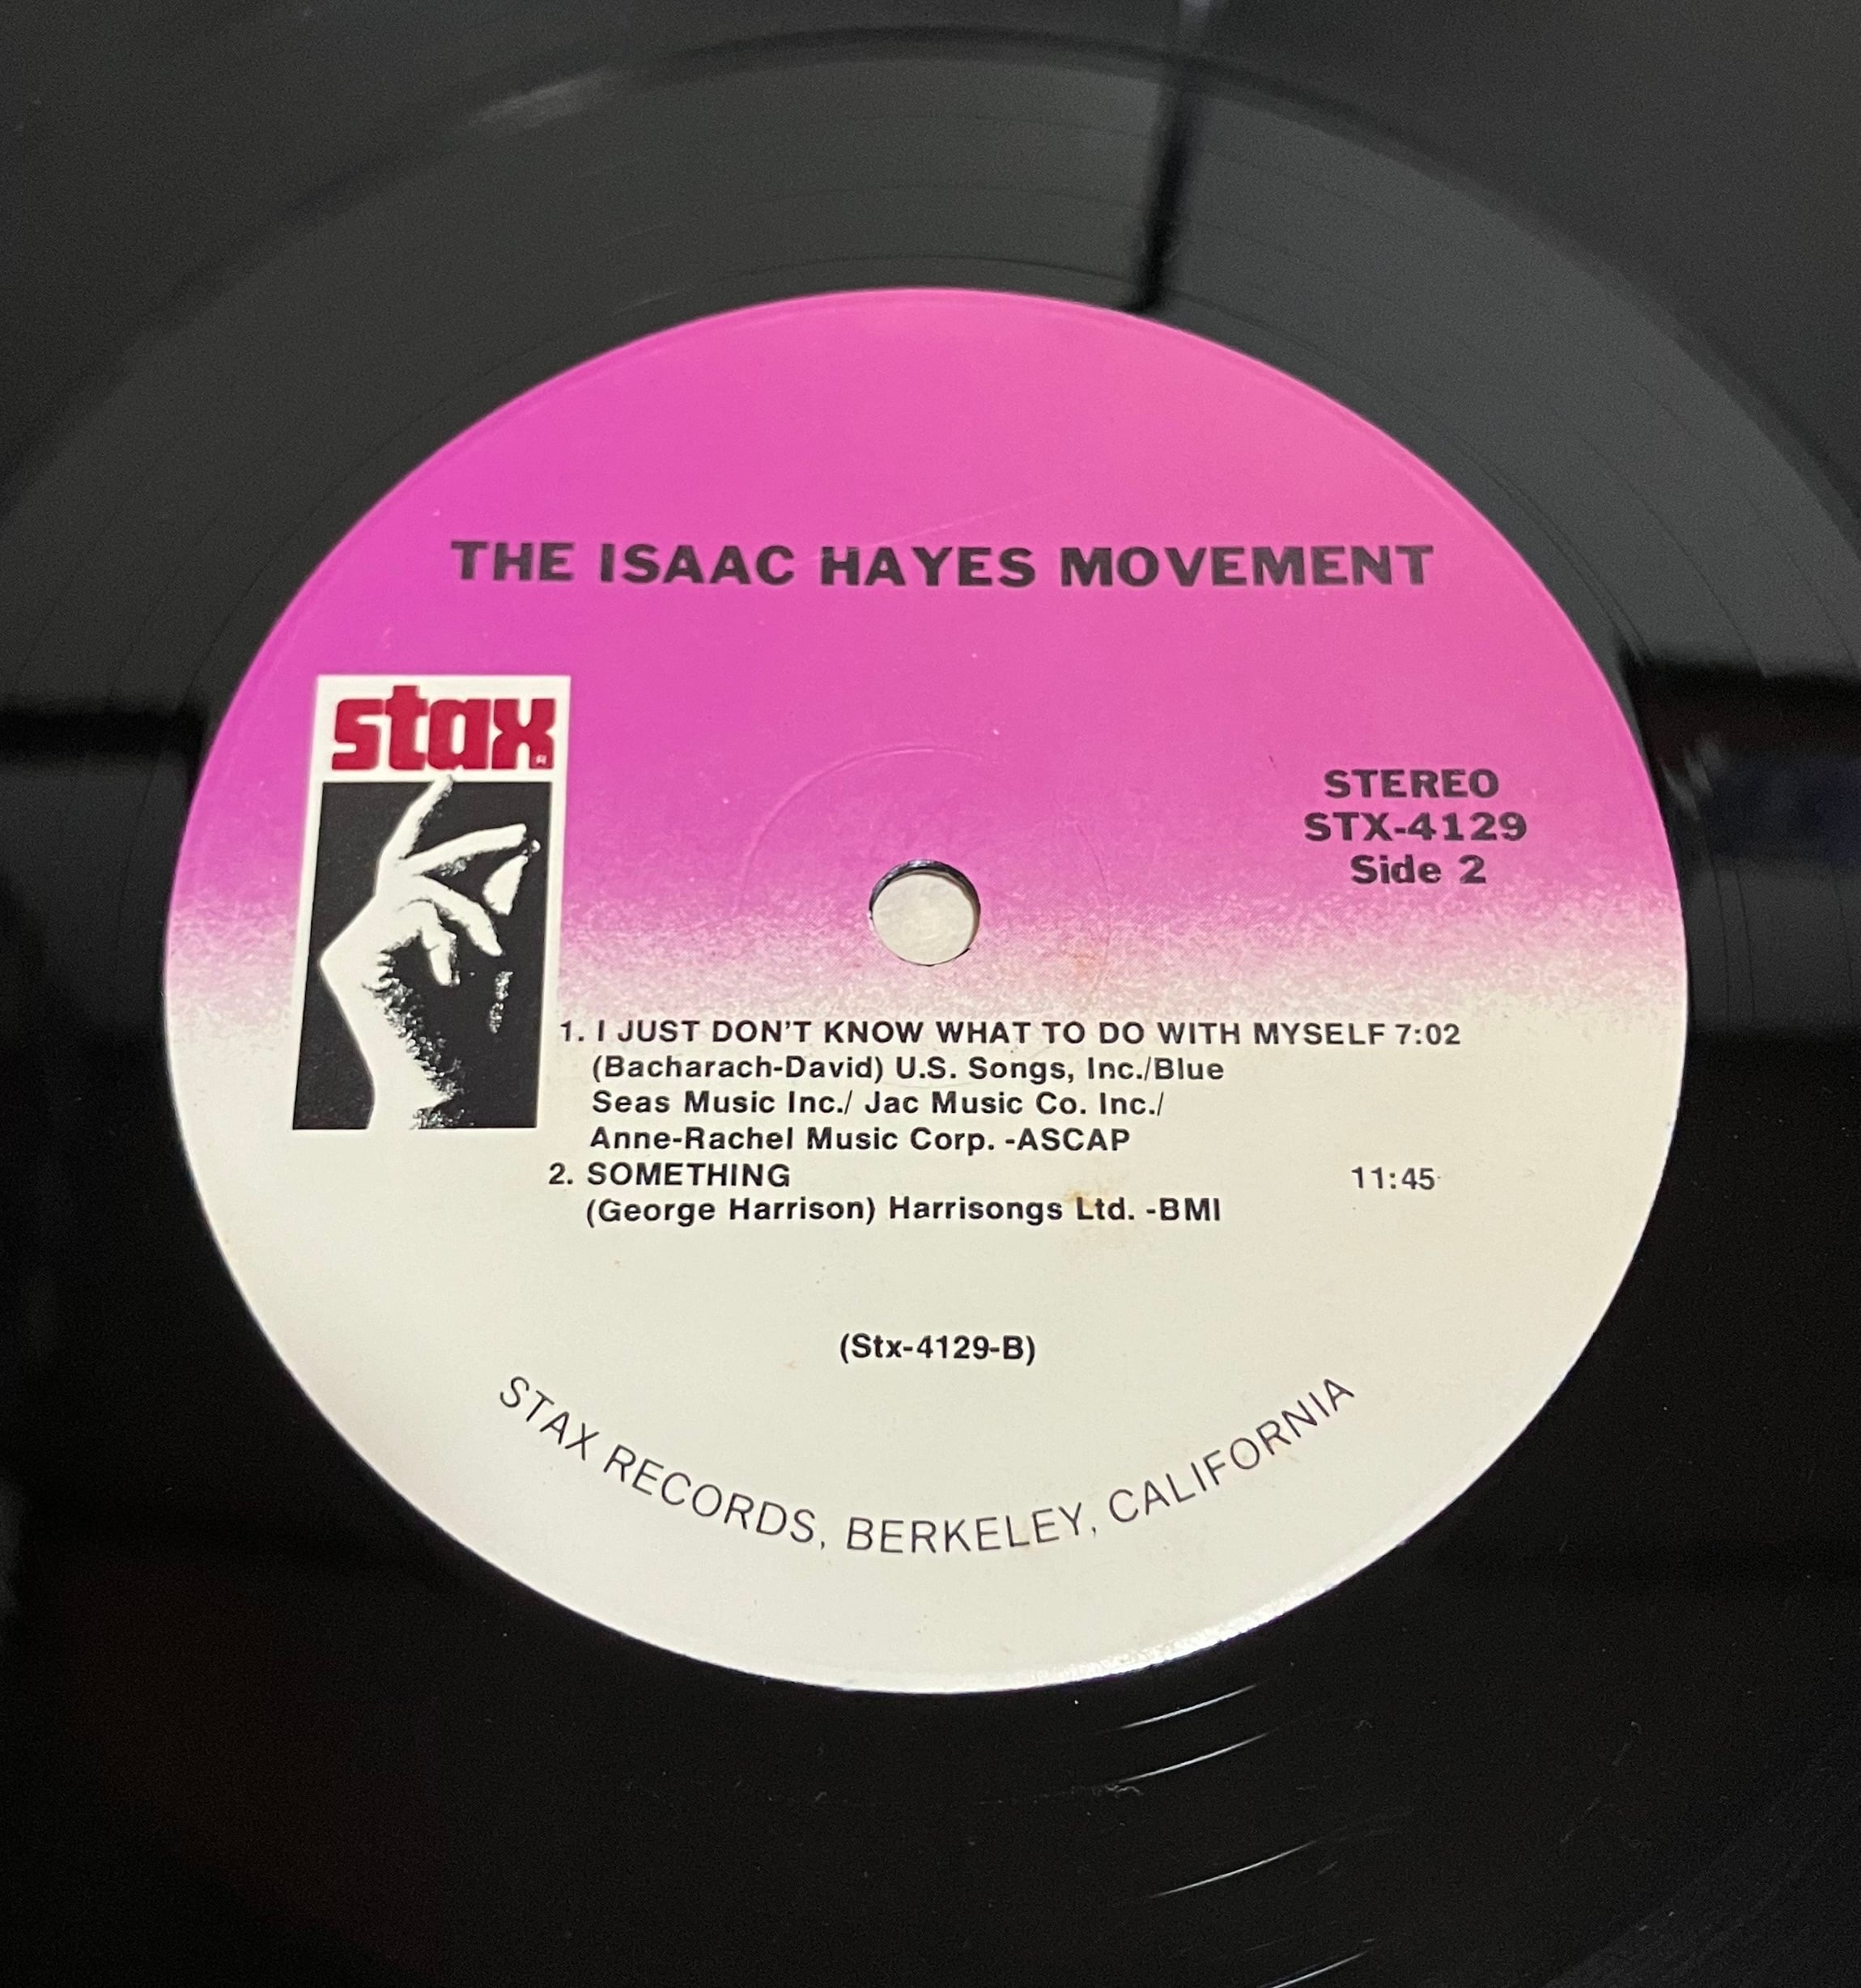 THE ISAAC HAYES MOVEMENT
stax
STEREO
STX-4129
Side 2
1. I JUST DON'T KNOW WHAT TO DO WITH MYSELF 7:02
(Bacharach-David) U.S. Songs, Inc./Blue
Seas Music Inc./ Jac Music Co. Inc./
Anne-Rachel Music Corp. -ASCAP
2. SOMETHING 11:45
(George Harrison) Harrisongs Ltd. -BMI
(Stx-4129-B)
STAX RECORDS, BERKELEY, CALIFORNIA